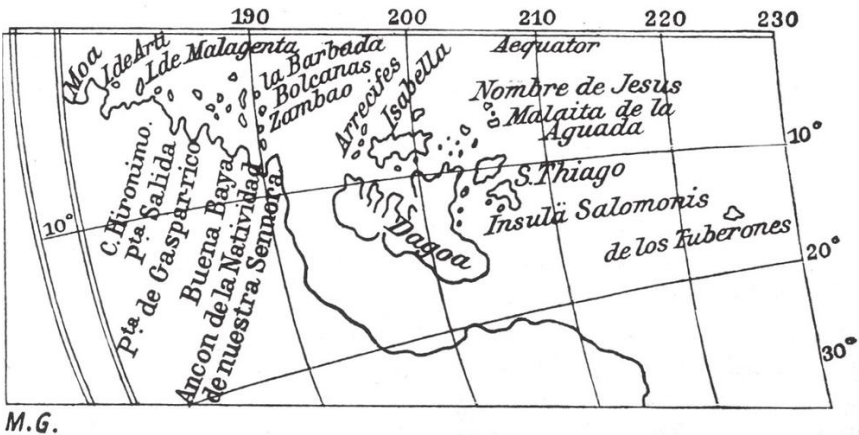 190 200 210 220 230
Moa
I.de Arti
I.de Malagenta
la Barbada
Bolcanas
Zambao
Arrecifes
Isabella
Aequator
Nombre de Jesus
Malaita de la
Aguada
10°
S. Thiago
Insulä Salomonis
de los Tuberones
20°
30°
Dagoa
10°
C. Hironimo.
Pta. Salida
Pta. de Gasparrico
Buena Baya
Ancon de la Natividad
de nuestra Sennora
M.G.